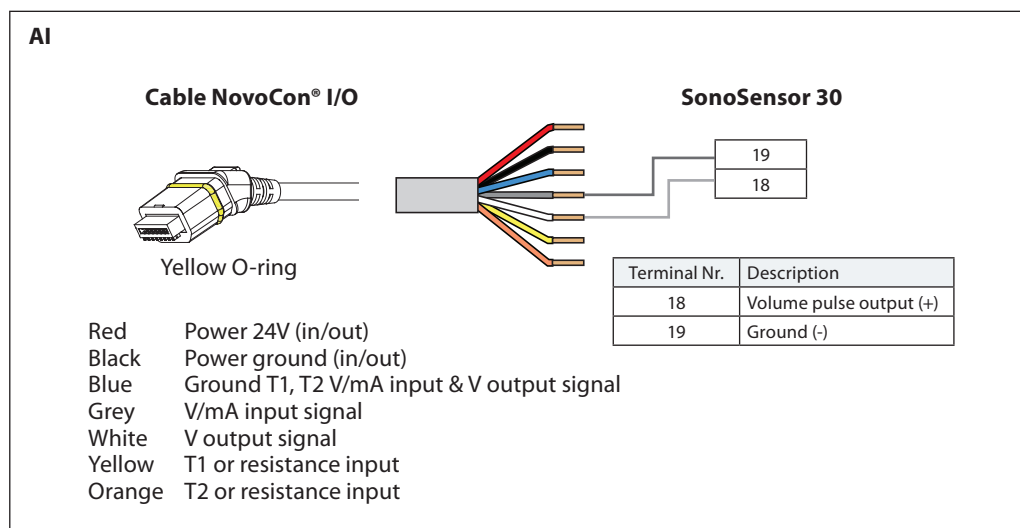 AI
Cable NovoCon® I/O
SonoSensor 30
19
18
Yellow O-ring
Terminal Nr. Description
18 Volume pulse output (+)
19 Ground (-)
Red Power 24V (in/out)
Black Power ground (in/out)
Blue Ground T1, T2 V/mA input & V output signal
Grey V/mA input signal
White V output signal
Yellow T1 or resistance input
Orange T2 or resistance input